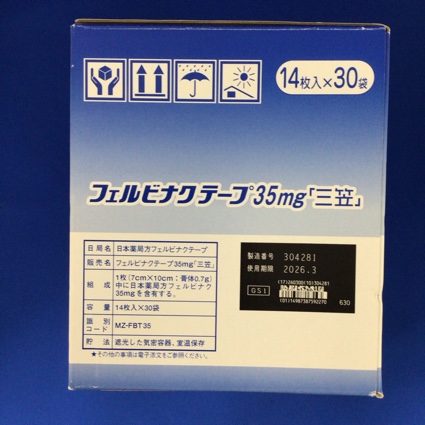 14枚入×30袋
フェルビナクテープ35mg「三笠」
日局名 日本薬局方フェルビナクテープ
販売名 フェルビナクテープ35mg「三笠」
組成 1枚(7cm×10cm:膏体0.7g)
中に日本薬局方フェルビナク
35mgを含有する。
容量 14枚入×30袋
識別コード MZ-FBT35
貯法 遮光した気密容器、室温保存
★その他の事項は電子添文をご参照ください。
製造番号 304281
使用期限 2026.3
(17)260300(10)304281
GS1
(01)14987387592270
630